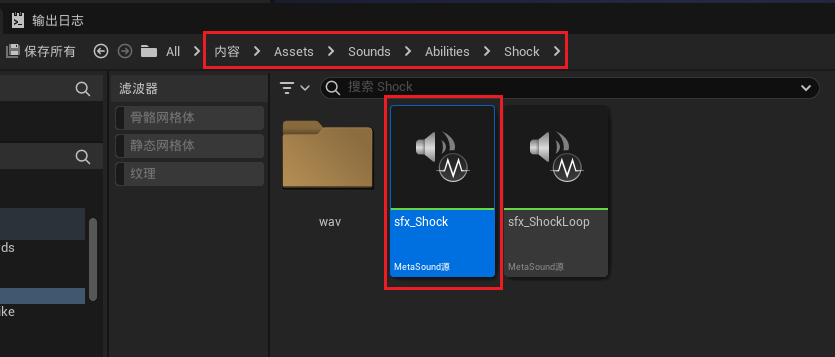 输出日志
保存所有 All 内容 Assets Sounds Abilities Shock
滤波器 搜索 Shock
骨骼网格体
静态网格体
纹理
wav
sfx_Shock
MetaSound源
sfx_ShockLoop
MetaSound源
ds
ike